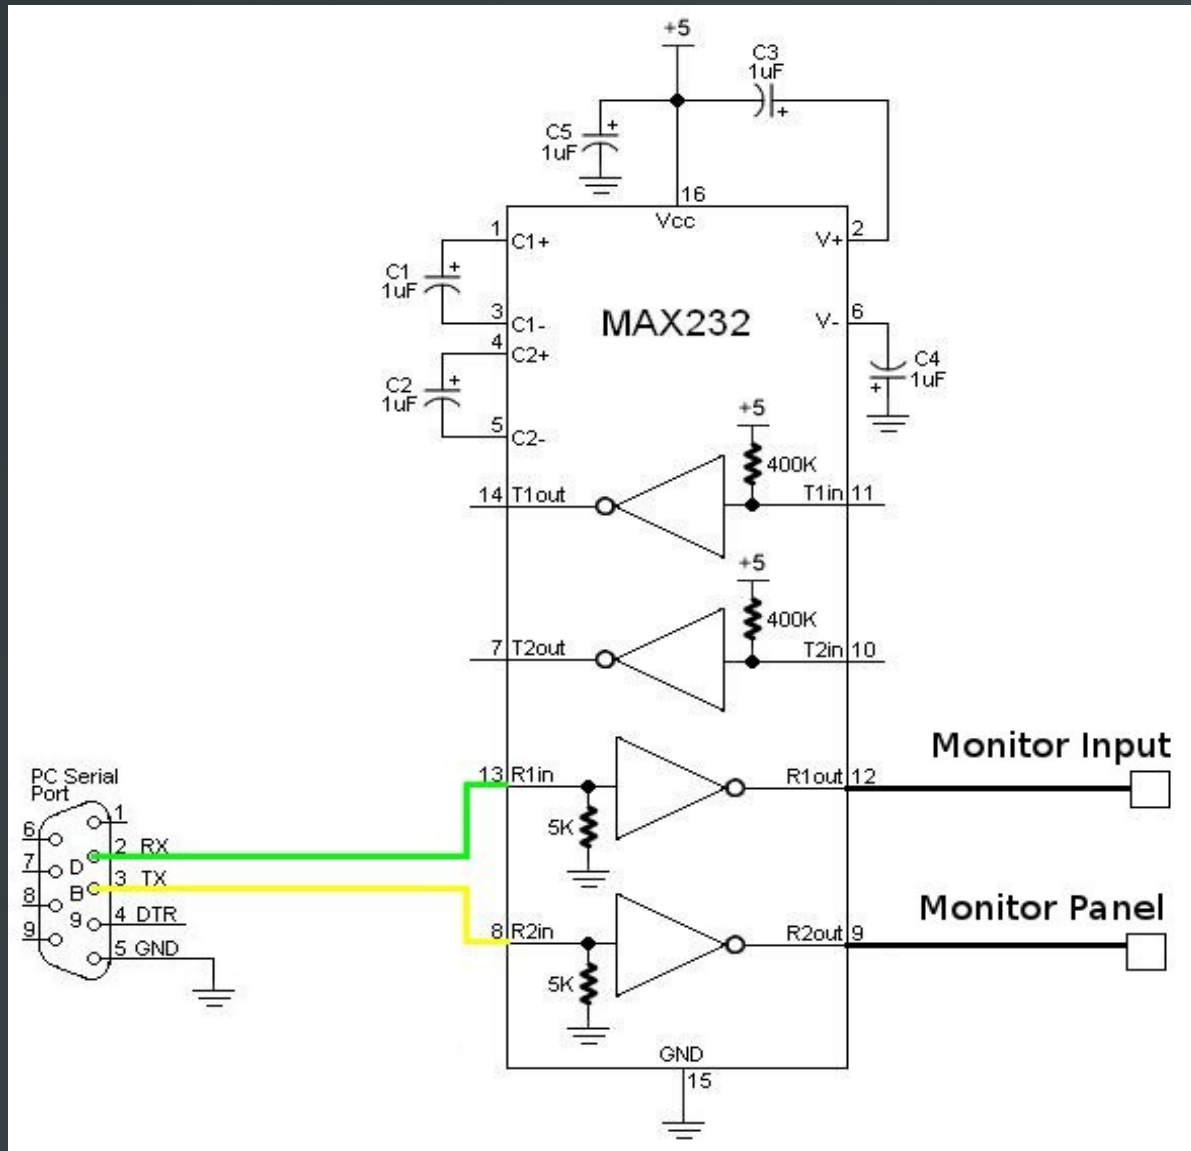 +5
C3
1uF
+
C5
1uF
+
16
Vcc
1
C1+
V+
2
C1
1uF
+
3
C1-
MAX232
V-
6
4
C2+
C2
1uF
+
C4
1uF
+
5
C2-
+5
400K
14
T1out
T1in
11
+5
400K
7
T2out
T2in
10
Monitor Input
PC Serial
Port
13
R1in
R1out
12
1
6
5K
2
RX
7
D
3
TX
8
B
Monitor Panel
4
DTR
9
9
8
R2in
R2out
9
5
GND
5K
GND
15